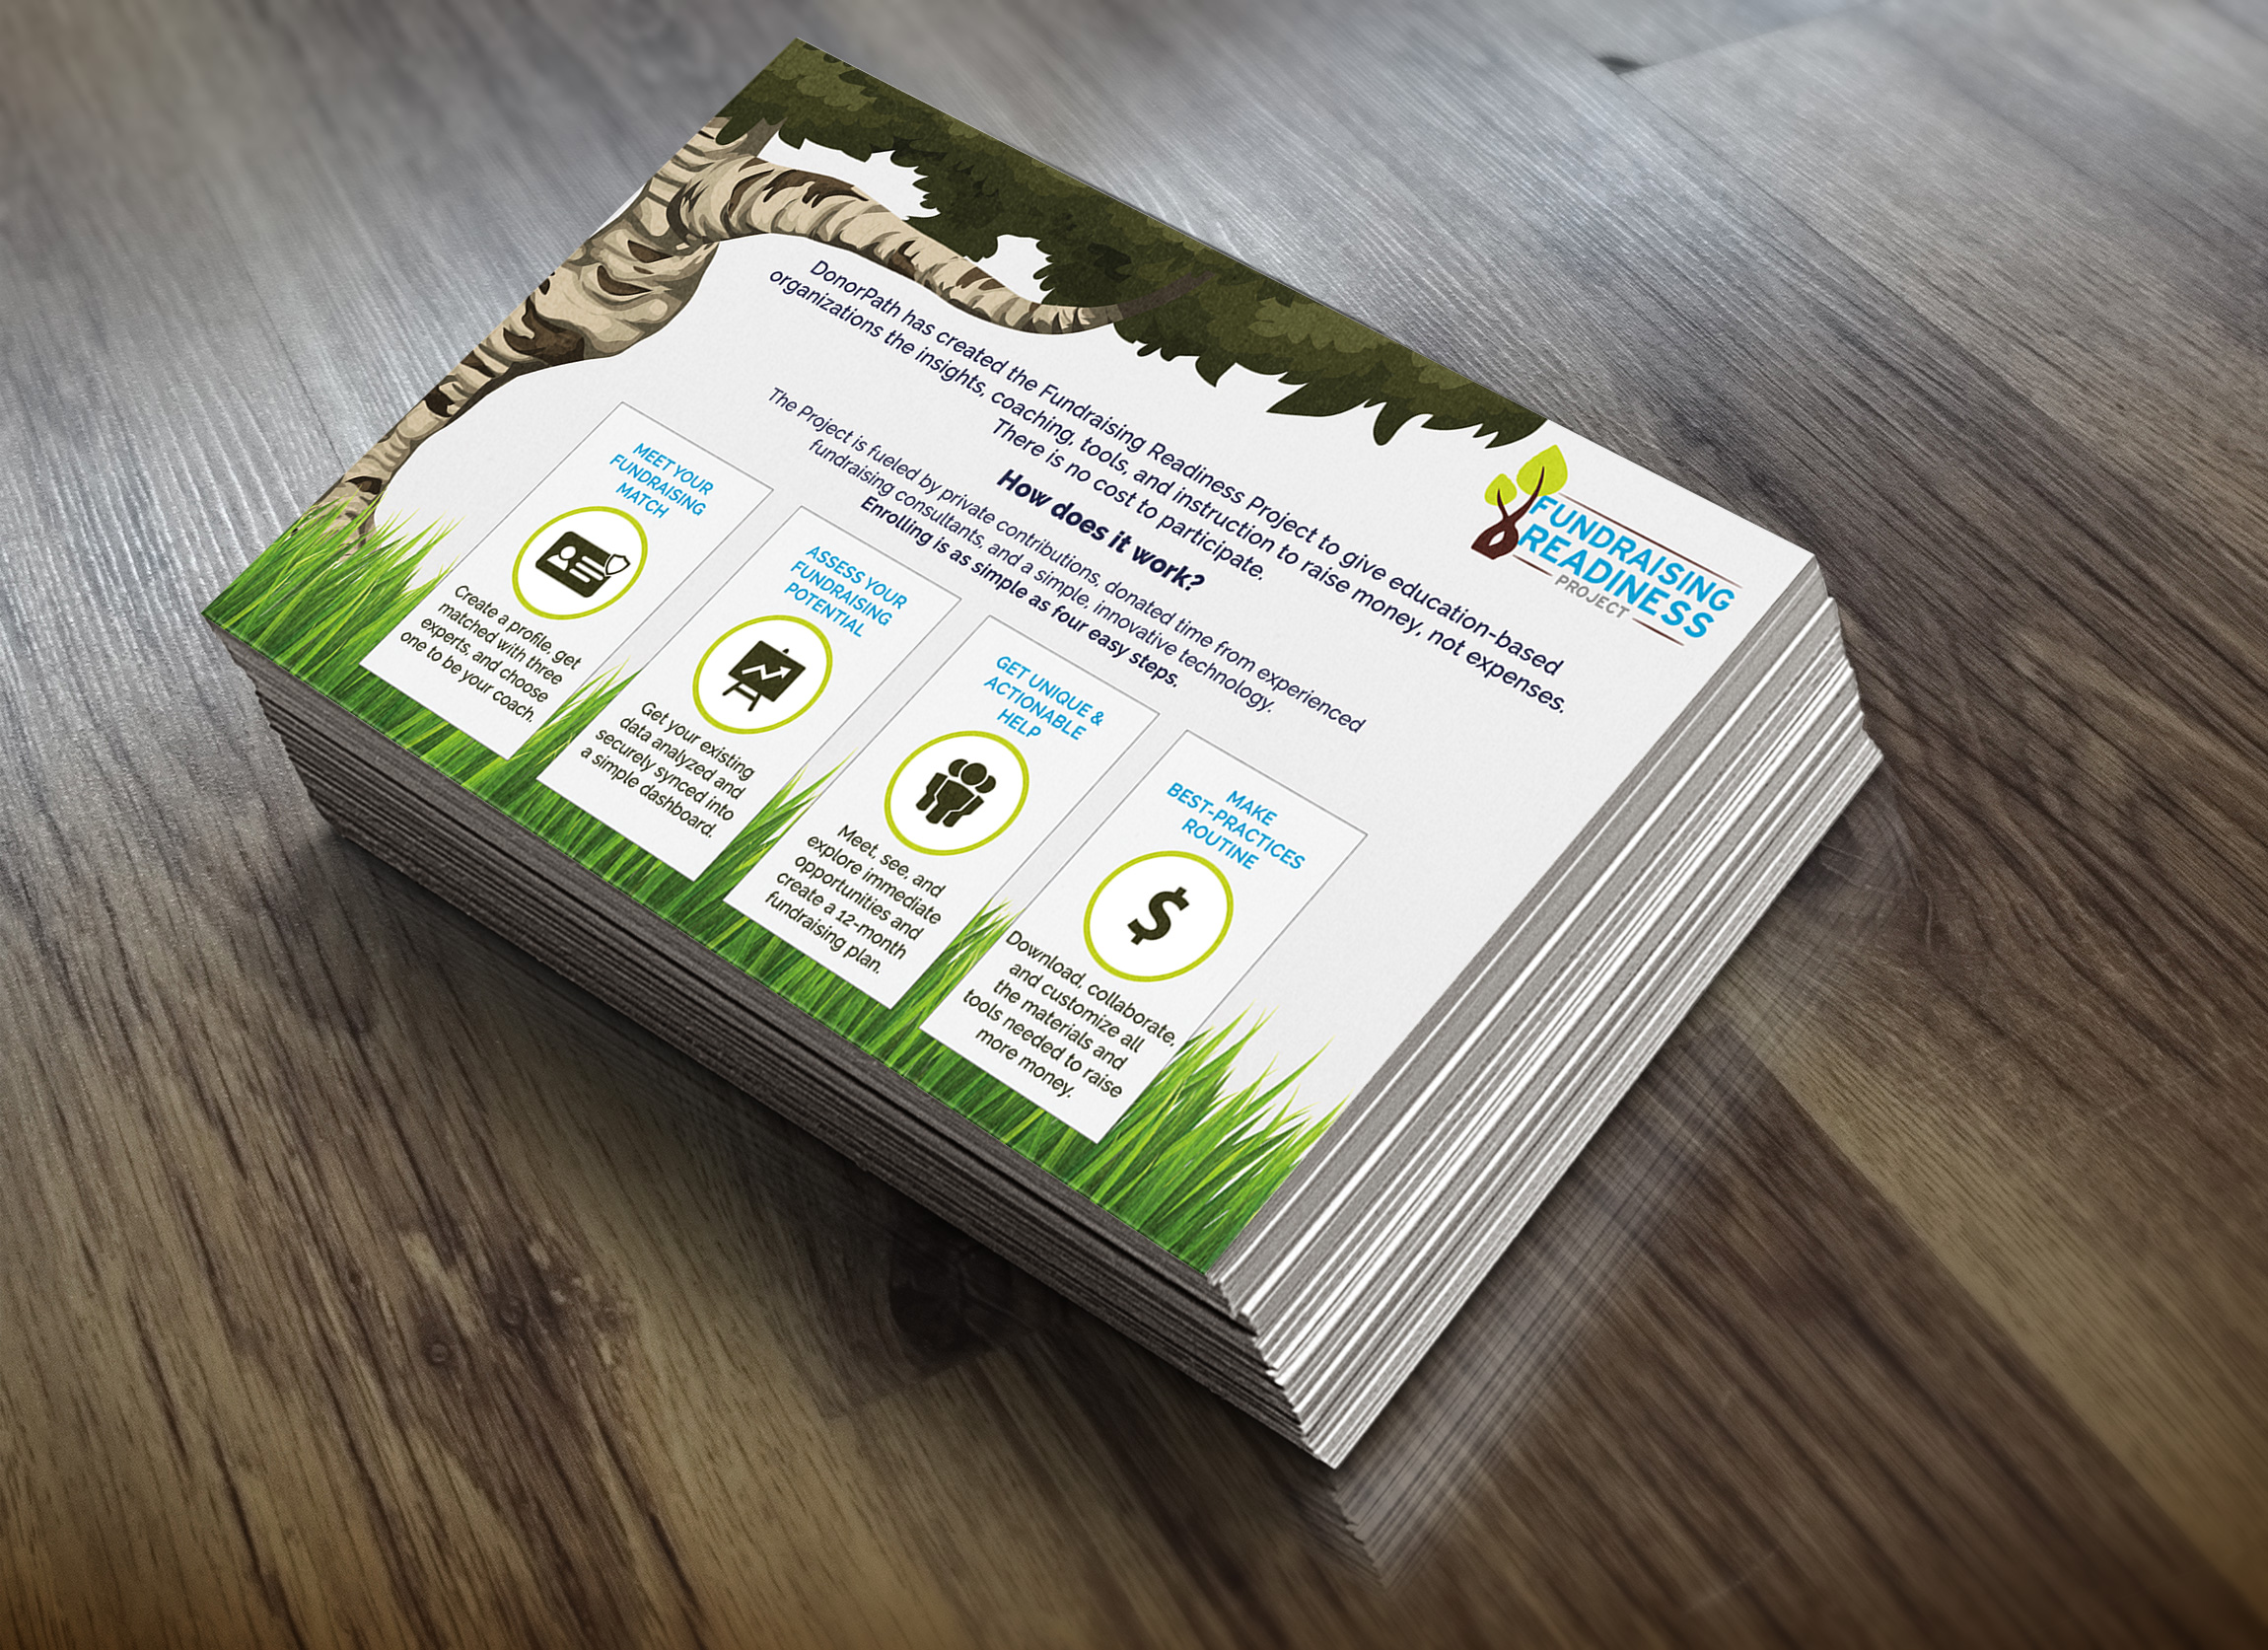 DonorPath has created the Fundraising Readiness Project to give education-based
organizations the insights, coaching, tools, and instruction to raise money, not expenses.
There is no cost to participate.
How does it work?
The Project is fueled by private contributions, donated time from experienced
fundraising consultants, and a simple, innovative technology.
Enrolling is as simple as four easy steps.
FUNDRAISING
READINESS
PROJECT
MEET YOUR
FUNDRAISING
MATCH
Create a profile, get
matched with three
experts, and choose
one to be your coach.
ASSESS YOUR
FUNDRAISING
POTENTIAL
Get your existing
data analyzed and
securely synced into
a simple dashboard.
GET UNIQUE &
ACTIONABLE
HELP
Meet, see, and
explore immediate
opportunities and
create a 12-month
fundraising plan.
MAKE
BEST-PRACTICES
ROUTINE
$
Download, collaborate,
and customize all
the materials and
tools needed to raise
more money.